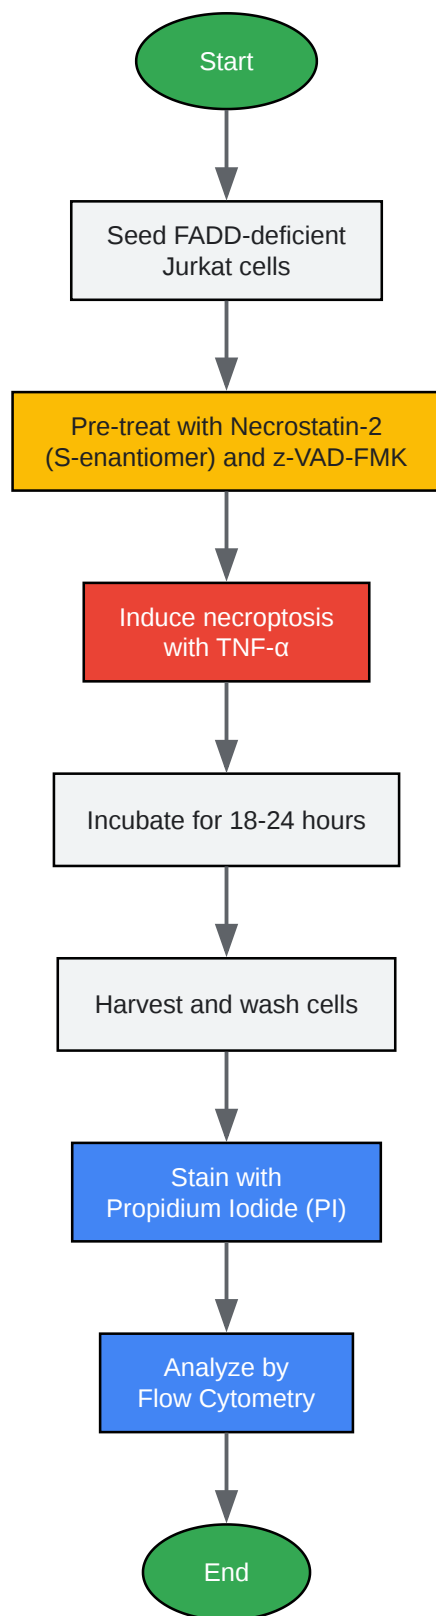 Start
Seed FADD-deficient
Jurkat cells
Pre-treat with Necrostatin-2
(S-enantiomer) and z-VAD-FMK
Induce necroptosis
with TNF-α
Incubate for 18-24 hours
Harvest and wash cells
Stain with
Propidium Iodide (PI)
Analyze by
Flow Cytometry
End